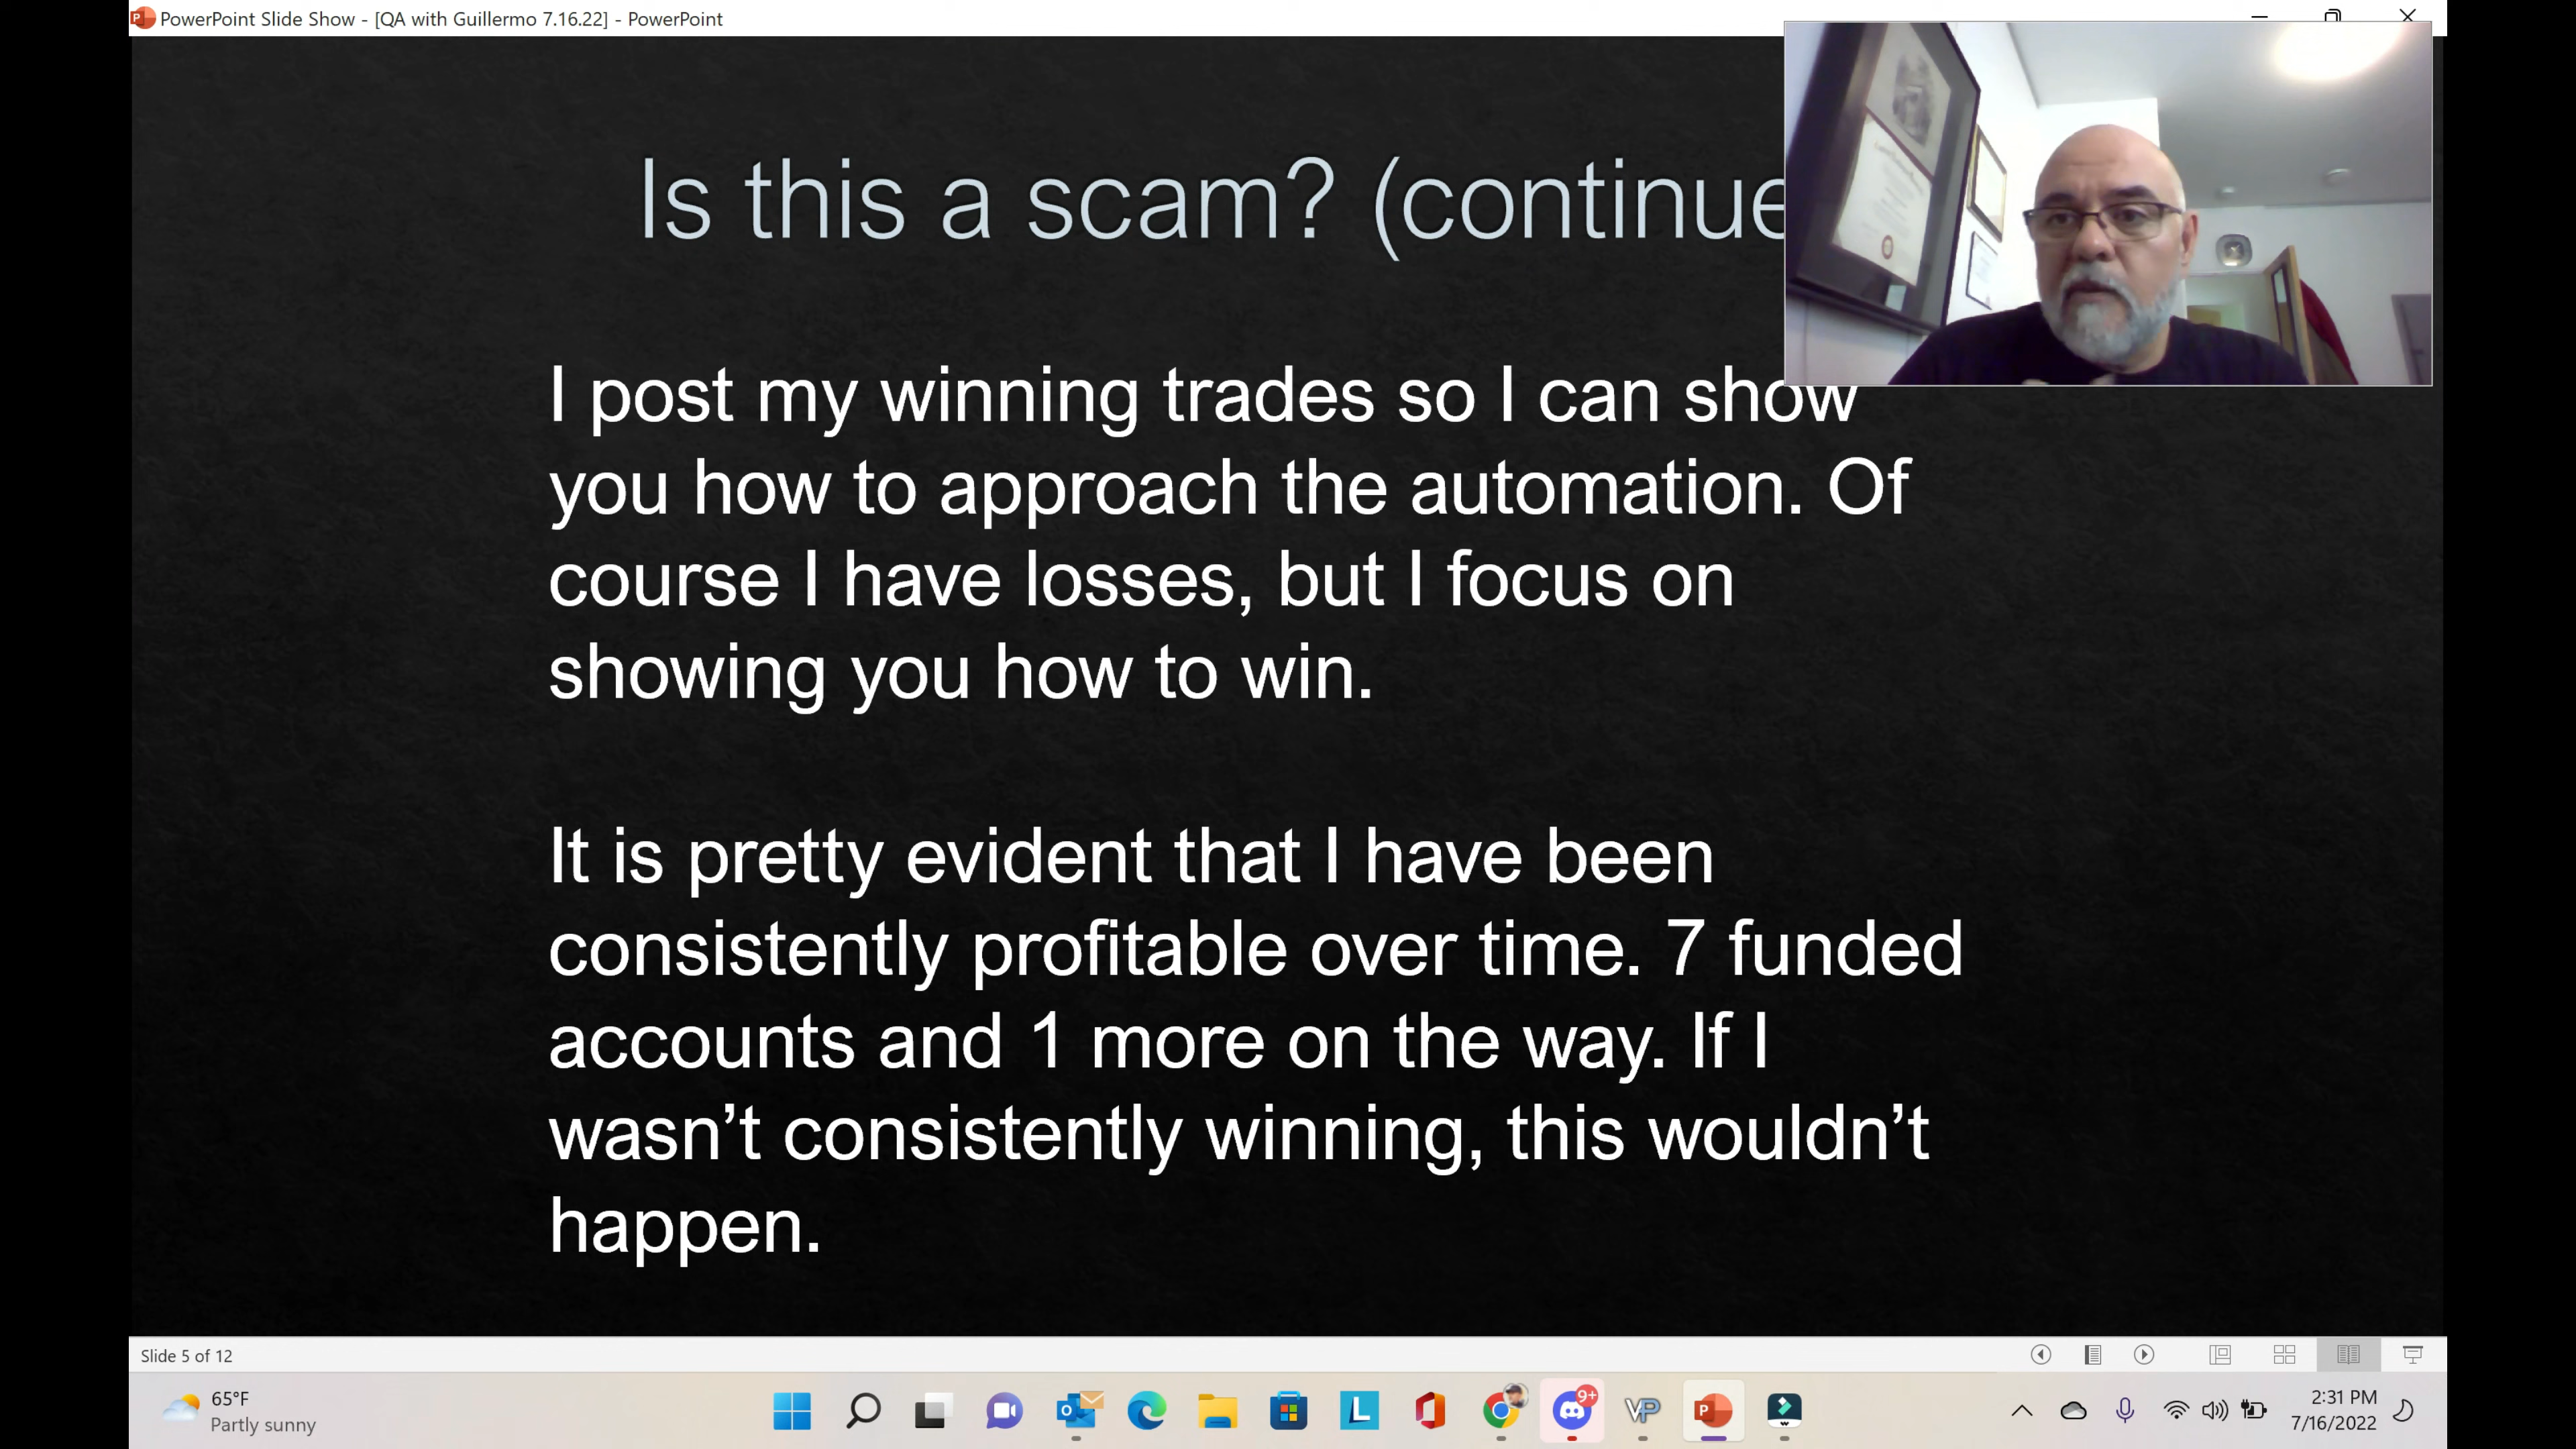 PowerPoint Slide Show - [QA with Guillermo 7.16.22] - PowerPoint
Is this a scam? (continue
I post my winning trades so I can show
you how to approach the automation. Of
course I have losses, but I focus on
showing you how to win.
It is pretty evident that I have been
consistently profitable over time. 7 funded
accounts and 1 more on the way. If I
wasn’t consistently winning, this wouldn’t
happen.
Slide 5 of 12
65°F
Partly sunny
9+
2:31 PM
7/16/2022